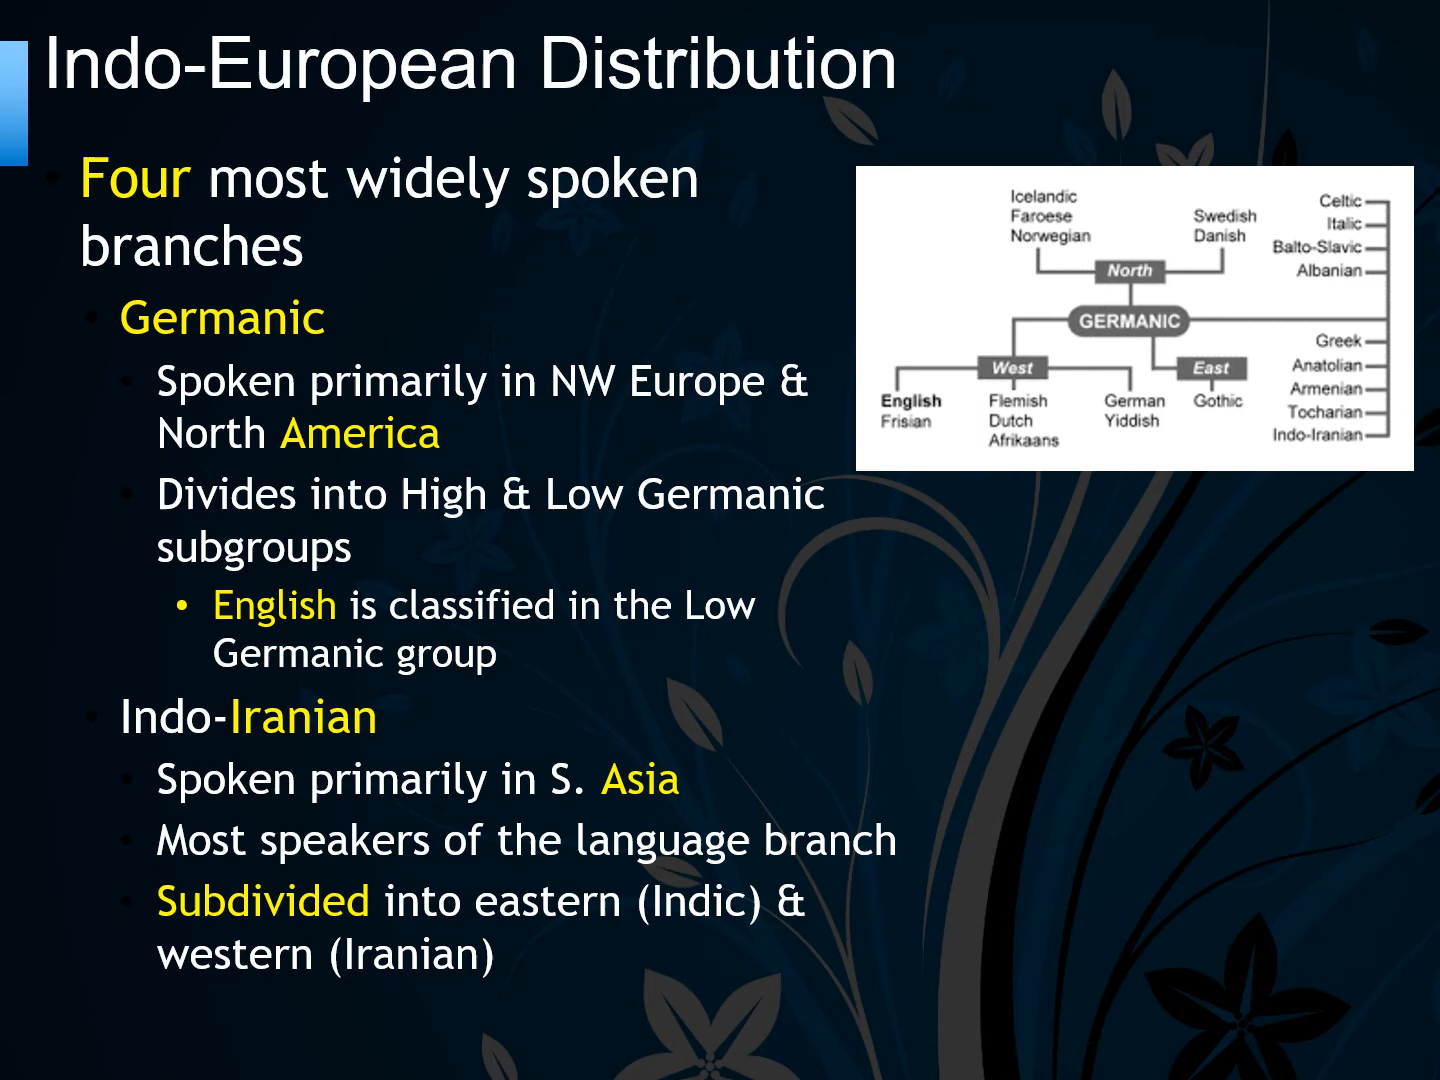 Indo-European Distribution
Four most widely spoken
branches
Germanic
Spoken primarily in NW Europe &
North America
Divides into High & Low Germanic
subgroups
• English is classified in the Low
Germanic group
Indo-Iranian
Spoken primarily in S. Asia
Most speakers of the language branch
Subdivided into eastern (Indic) &
western (Iranian)
Icelandic
Faroese
Norwegian
Swedish
Danish
North
GERMANIC
West
East
English
Frisian
Flemish
Dutch
Afrikaans
German
Yiddish
Gothic
Celtic
Italic
Balto-Slavic
Albanian
Greek
Anatolian
Armenian
Tocharian
Indo-Iranian